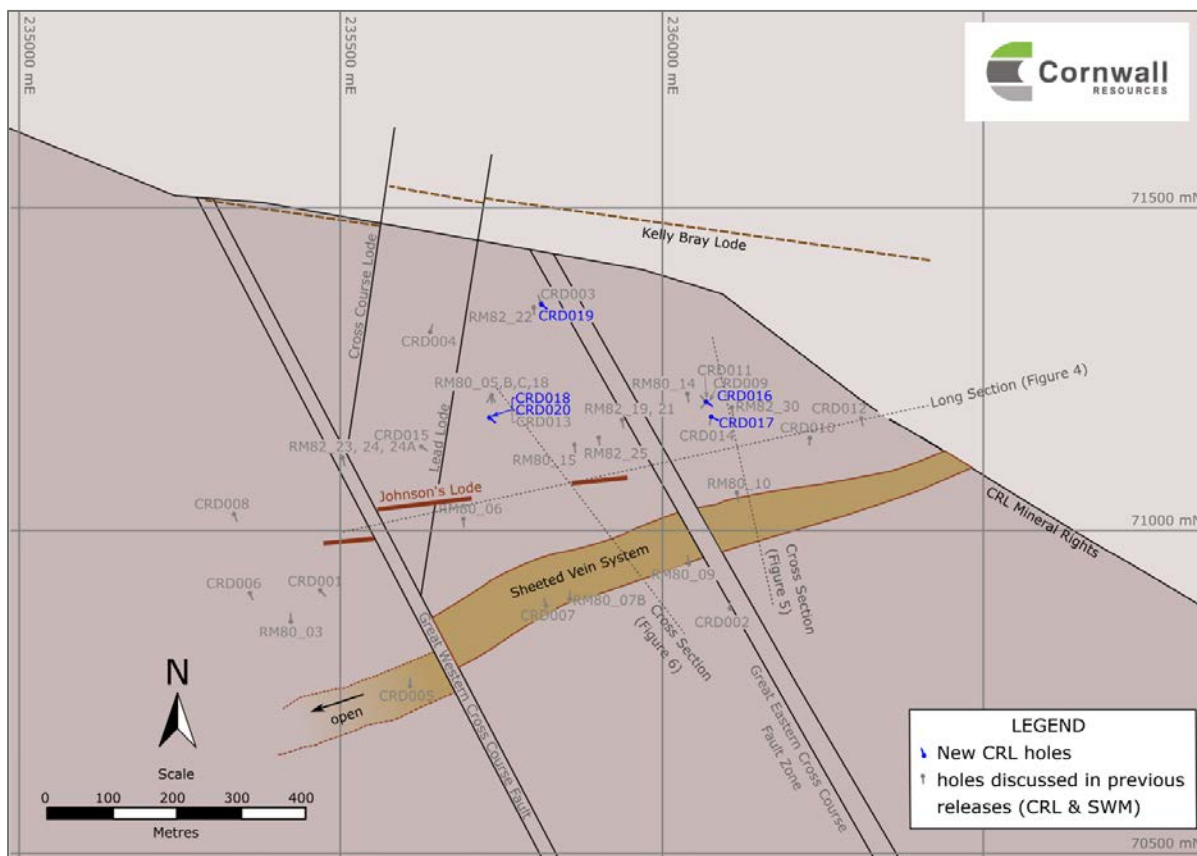 235000 mE
235500 mE
236000 mE
Cornwall
RESOURCES
71500 mN
Kelly Bray Lode
Cross Course Lode
CRD003
RM82_22
CRD019
CRD004
CRD011
Long Section (Figure 4)
RM80_05,B,C,18
RM80_14
CRD009
CRD018
CRD016
CRD020
RM82_19, 21
RM82_30
CRD012
CRD013
CRD017
Lead Lode
CRD015
CRD014
CRD010
RM82_23, 24, 24A
RM80_15
RM82_25
Johnson's Lode
RM80_10
CRD008
RM80_06
CRL Mineral Rights
71000 mN
Sheeted Vein System
Cross Section
(Figure 5)
CRD006
CRD001
RM80_09
RM80_07B
CRD007
CRD002
RM80_03
Cross Section
(Figure 6)
Great Western Cross Course Fault
Great Eastern Cross Course
Fault Zone
CRD005
open
N
Scale
0 100 200 300 400
Metres
LEGEND
New CRL holes
holes discussed in previous
releases (CRL & SWM)
70500 mN